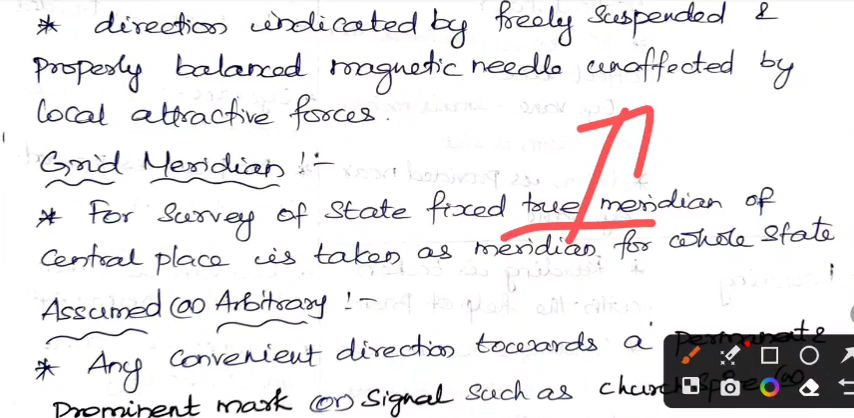 * direction indicated by freely suspended &
Properly balanced magnetic needle unaffected by
local attractive forces.
Grid Meridian :-
* For Survey of State fixed true meridian of
Central place is taken as meridian for whole State
Assumed (or) Arbitrary :-
* Any convenient direction towards a
Prominent mark (or) Signal such as church